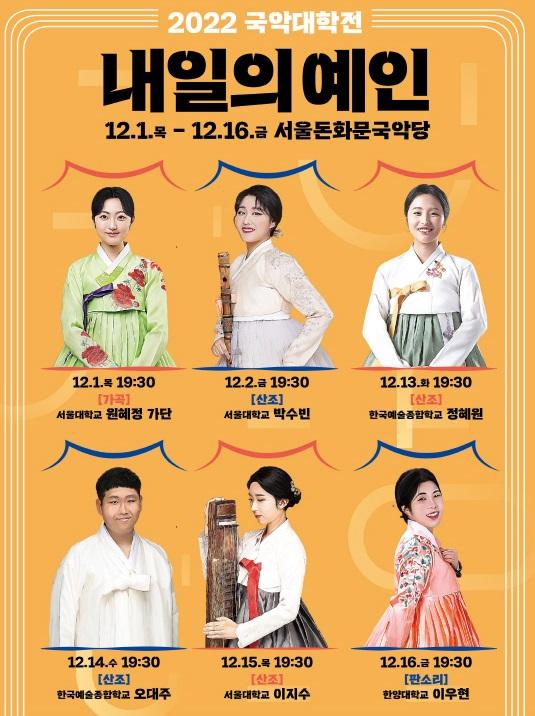 2022 국악대학전
내일의 예인
12.1.목 - 12.16.금 서울돈화문국악당
12.1.목 19:30
[가곡]
서울대학교 원혜정 가단
12.2.금 19:30
[산조]
서울대학교 박수빈
12.13.화 19:30
[산조]
한국예술종합학교 정혜원
12.14.수 19:30
[산조]
한국예술종합학교 오대주
12.15.목 19:30
[산조]
서울대학교 이지수
12.16.금 19:30
[판소리]
한양대학교 이우현